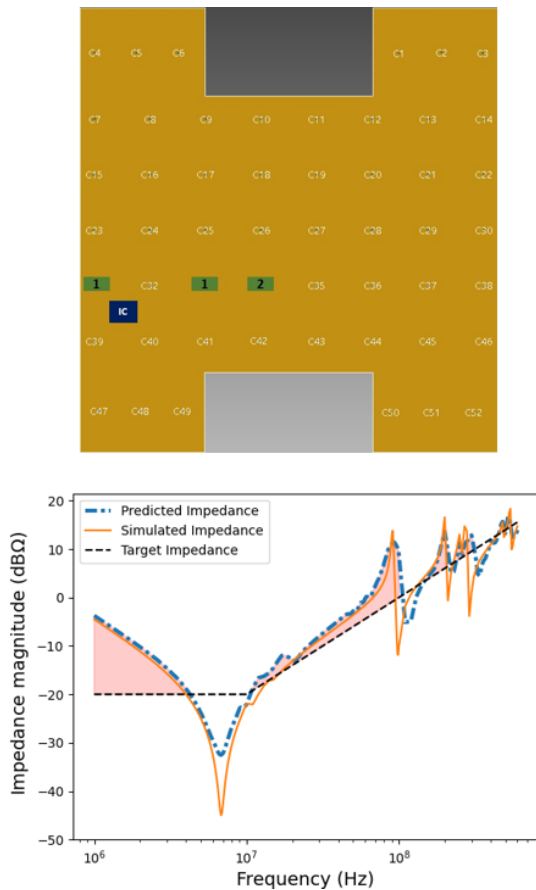 C4 C5 C6 C1 C2 C3
C7 C8 C9 C10 C11 C12 C13 C14
C15 C16 C17 C18 C19 C20 C21 C22
C23 C24 C25 C26 C27 C28 C29 C30
1 C32 1 2 C35 C36 C37 C38
IC
C39 C40 C41 C42 C43 C44 C45 C46
C47 C48 C49 C50 C51 C52
20
10
0
−10
−20
−30
−40
−50
Impedance magnitude (dBΩ)
Predicted Impedance
Simulated Impedance
Target Impedance
10⁶ 10⁷ 10⁸
Frequency (Hz)